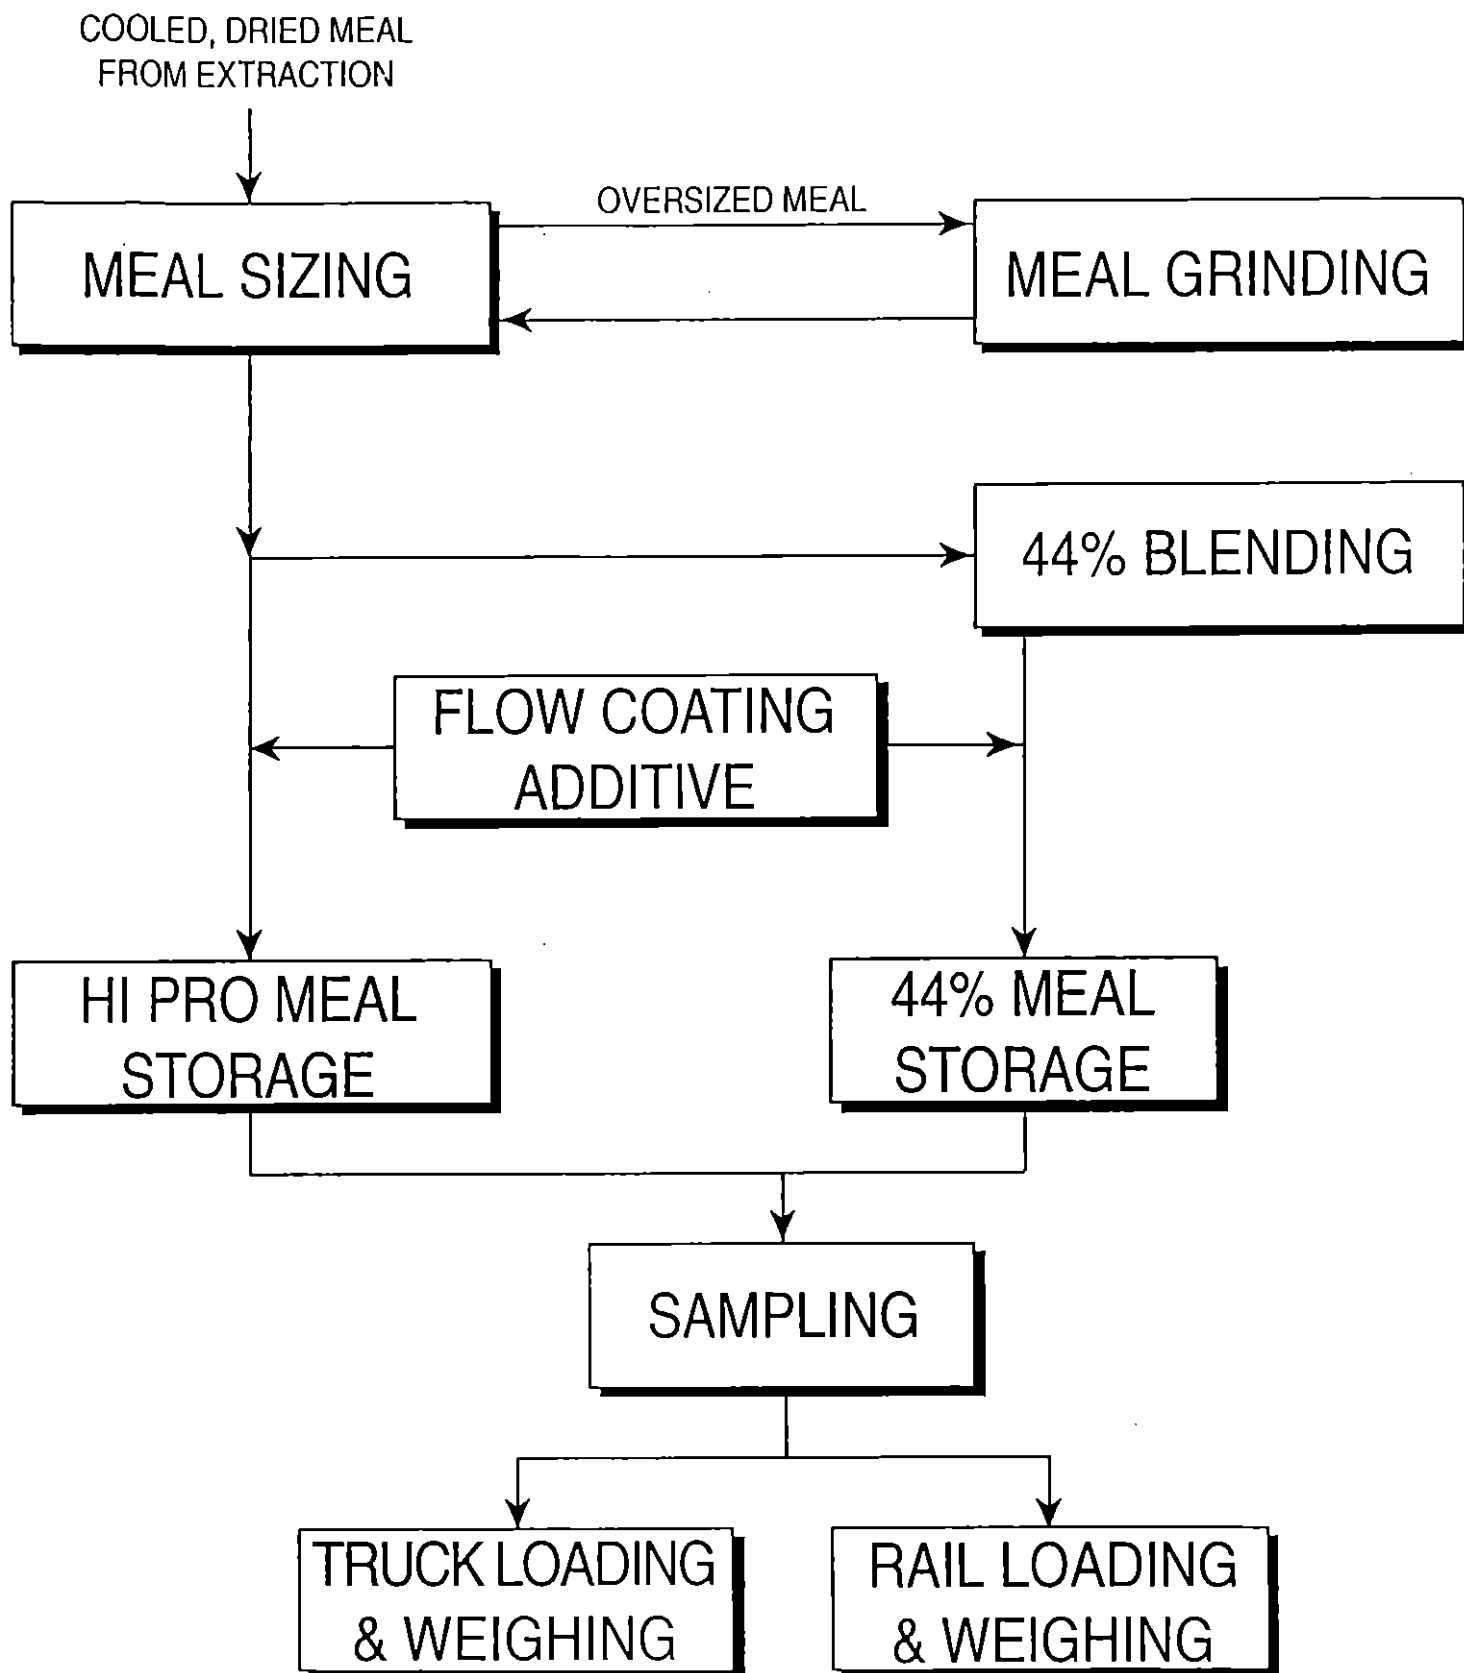 COOLED, DRIED MEAL
FROM EXTRACTION
OVERSIZED MEAL
MEAL SIZING
MEAL GRINDING
44% BLENDING
FLOW COATING
ADDITIVE
HI PRO MEAL
STORAGE
44% MEAL
STORAGE
SAMPLING
TRUCK LOADING
& WEIGHING
RAIL LOADING
& WEIGHING